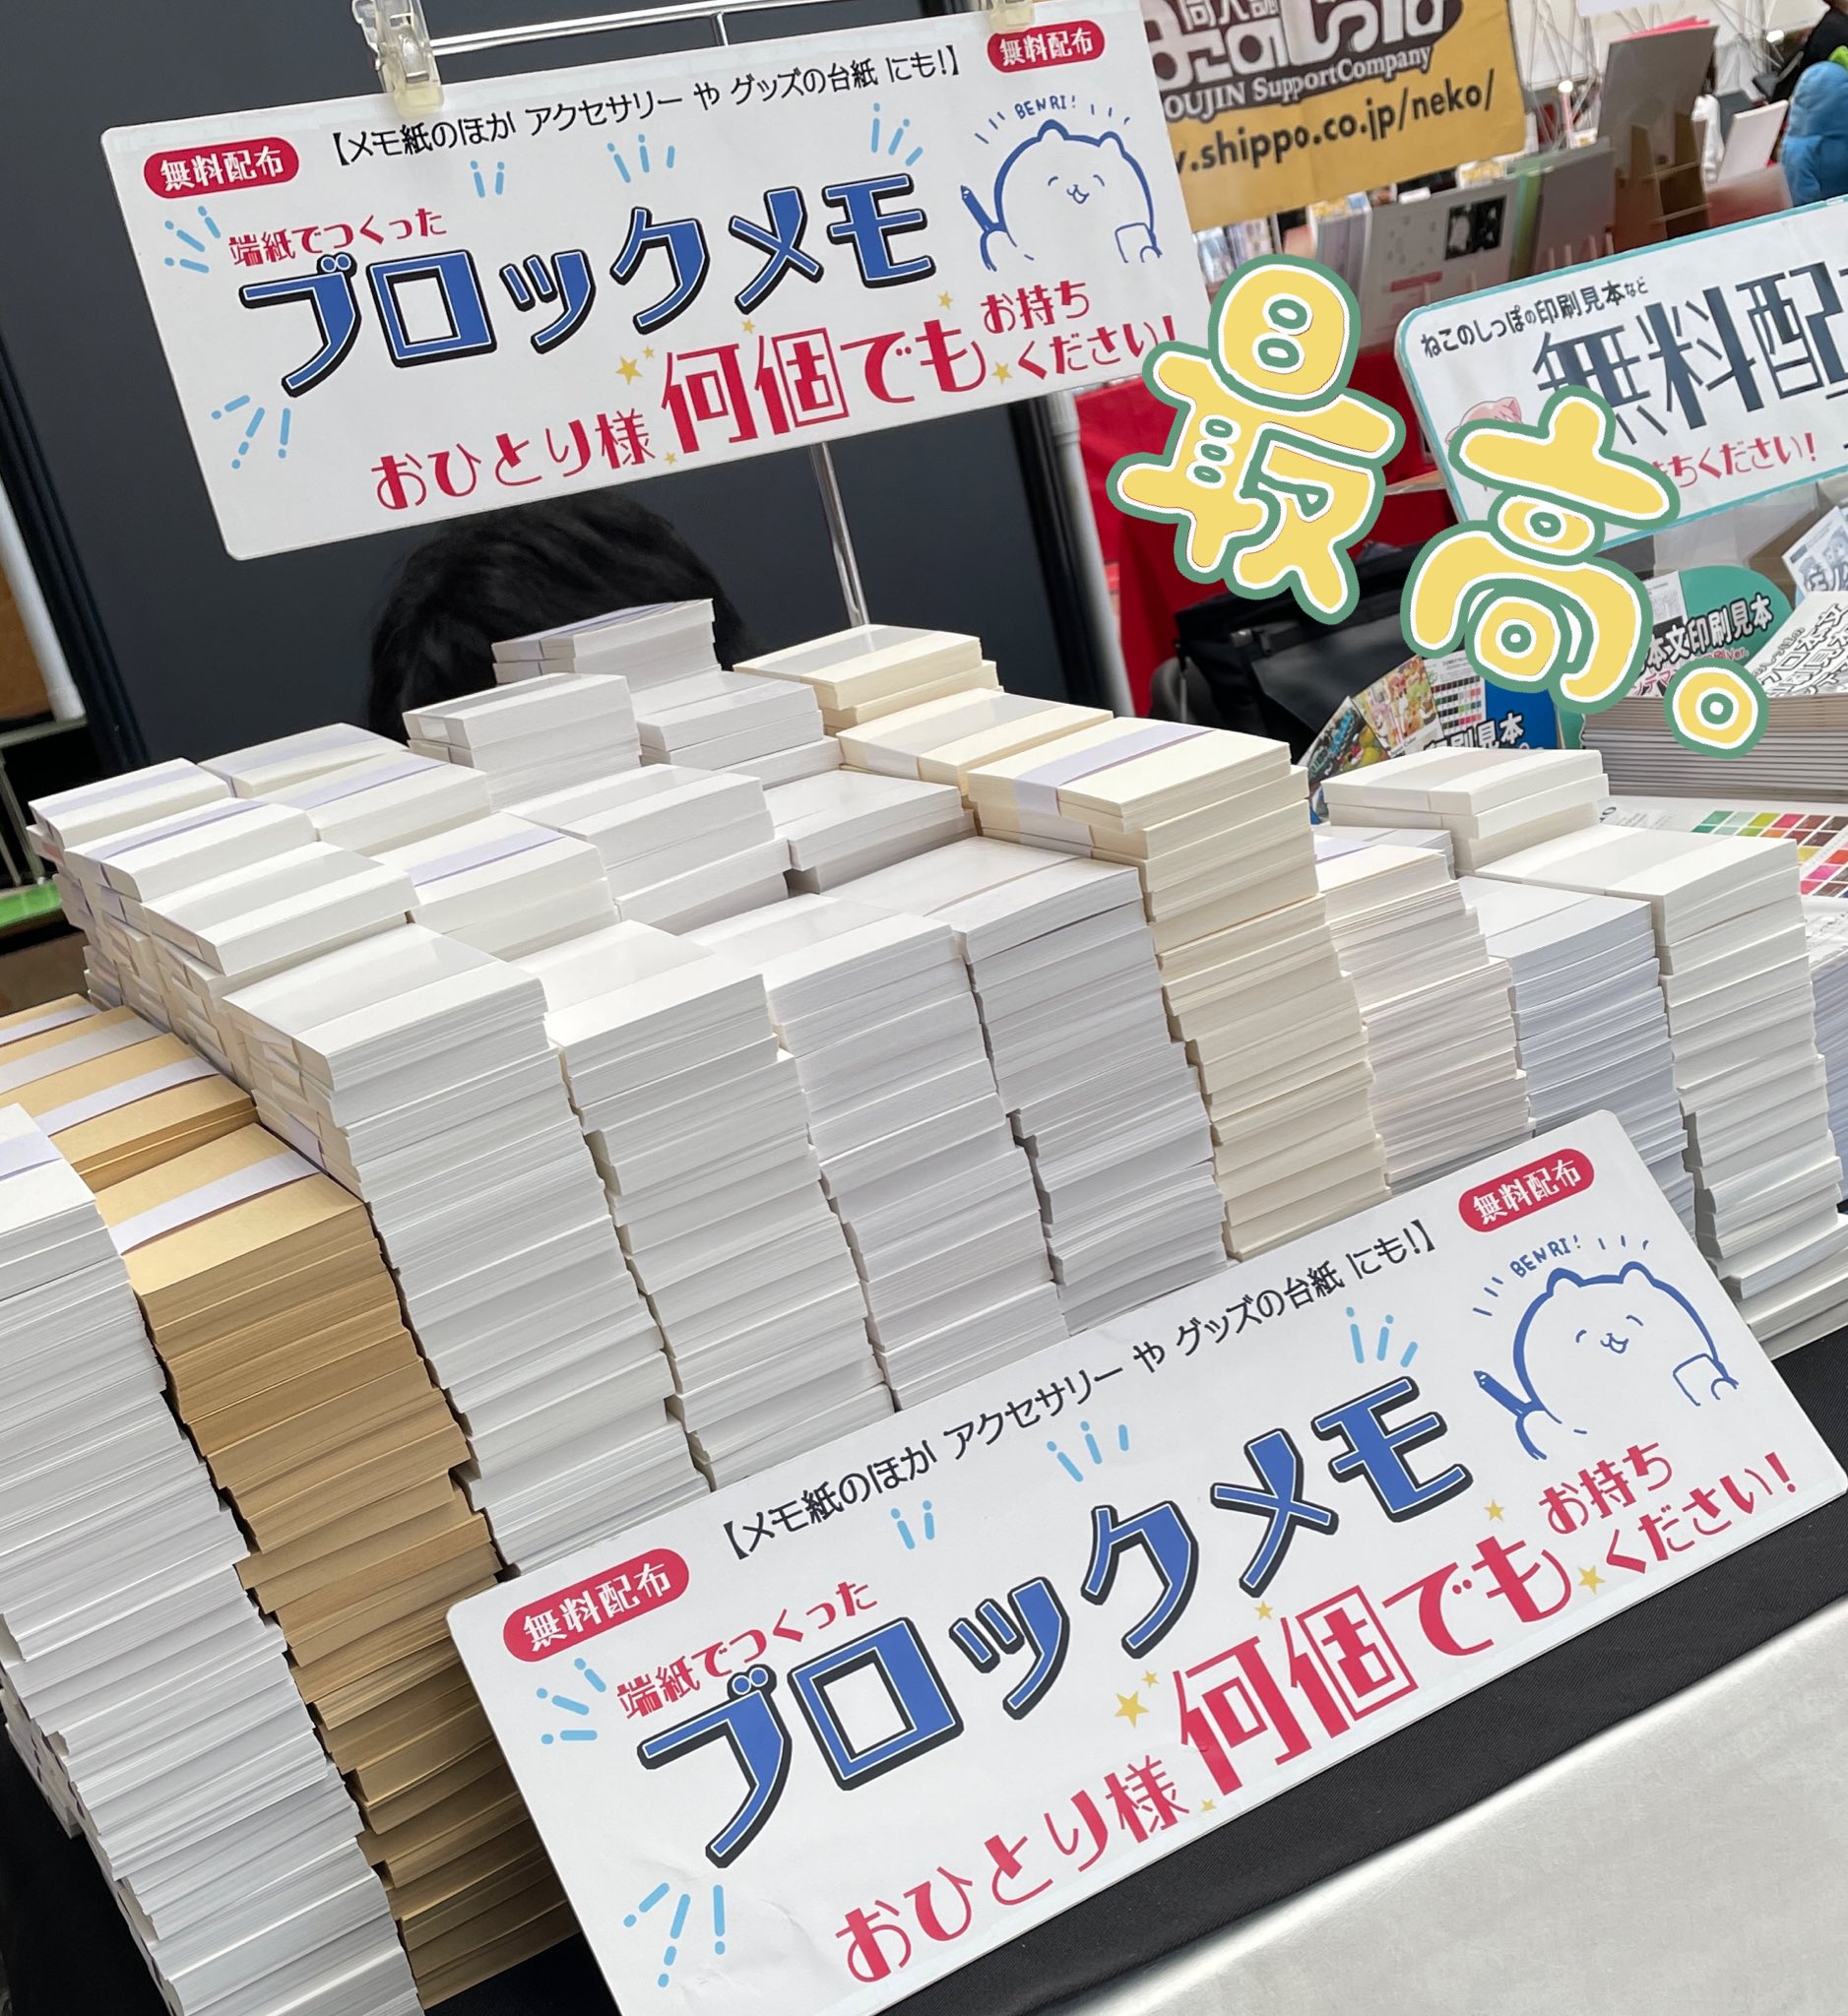 無料配布
【メモ紙のほか アクセサリー や グッズの台紙 にも!】
無料配布
BENRI!
端紙でつくった
ブロックメモ
おひとり様 何個でも お持ち
ください!
OUJIN SupportCompany
.shippo.co.jp/neko/
ねこのしっぽの印刷見本など
無料配
ちください!
最高。
本文印刷見本
印刷見本
無料配布
【メモ紙のほか アクセサリー や グッズの台紙 にも!】
無料配布
BENRI!
端紙でつくった
ブロックメモ
おひとり様 何個でも お持ち
ください!